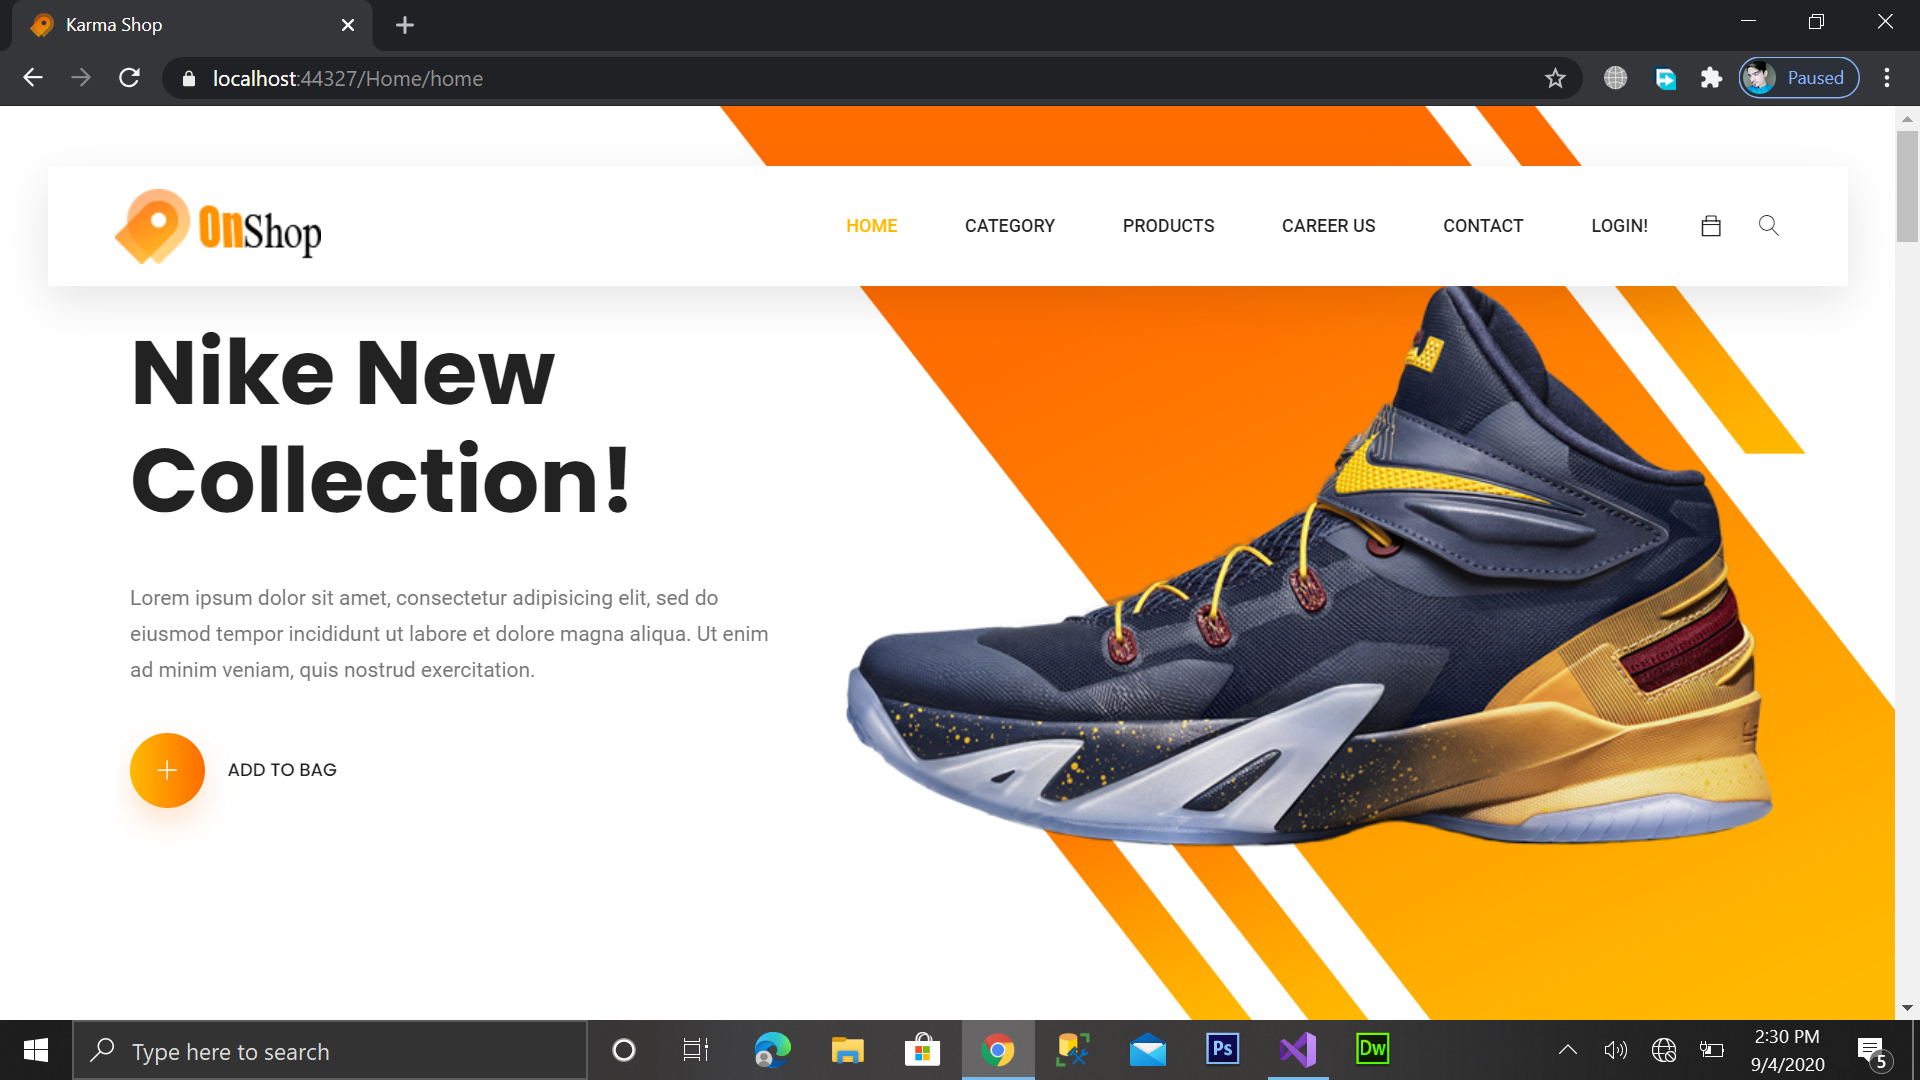 Karma Shop
localhost:44327/Home/home
Paused
OnShop
HOME CATEGORY PRODUCTS CAREER US CONTACT LOGIN!
Nike New
Collection!
Lorem ipsum dolor sit amet, consectetur adipisicing elit, sed do
eiusmod tempor incididunt ut labore et dolore magna aliqua. Ut enim
ad minim veniam, quis nostrud exercitation.
ADD TO BAG
Type here to search
Ps
Dw
2:30 PM
9/4/2020
5